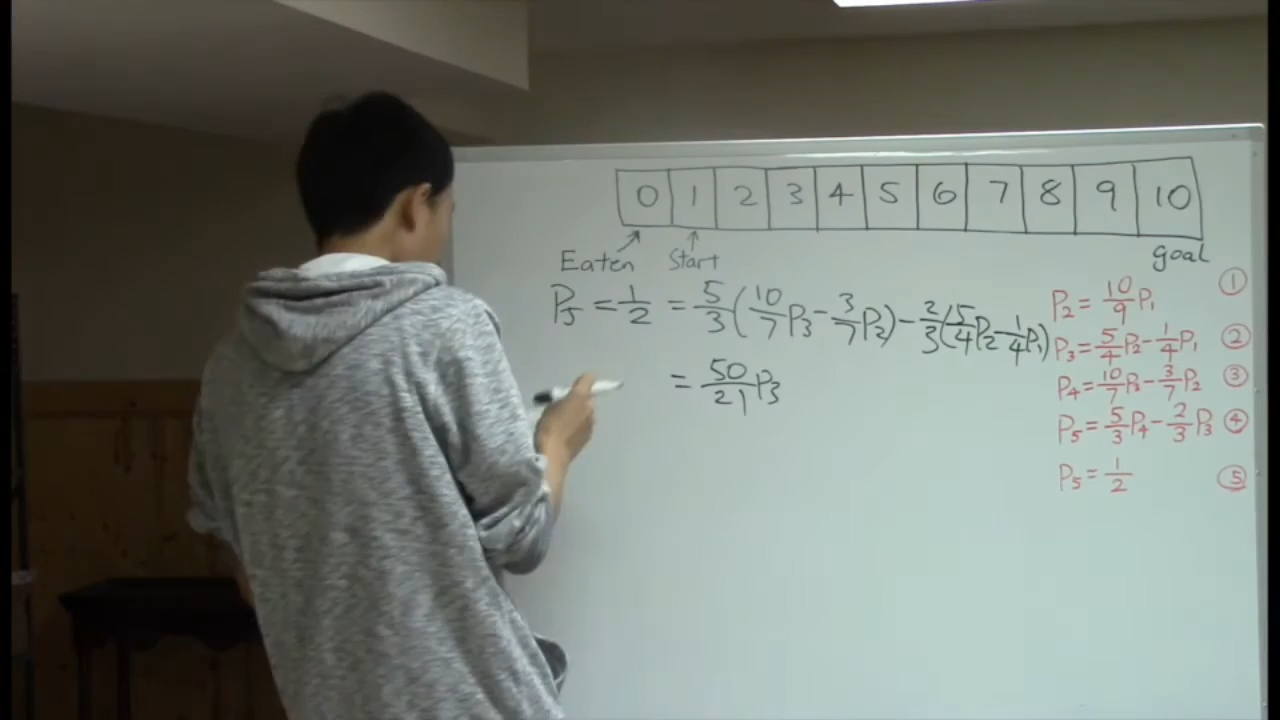 0 1 2 3 4 5 6 7 8 9 10
Eaten Start goal
P₅ = 1/2 = 5/3 (10/7 P₃ - 3/7 P₂) - 2/3 (5/4 P₂ - 1/4 P₁)
= 50/21 P₃
P₂ = 10/9 P₁ ①
P₃ = 5/4 P₂ - 1/4 P₁ ②
P₄ = 10/7 P₃ - 3/7 P₂ ③
P₅ = 5/3 P₄ - 2/3 P₃ ④
P₅ = 1/2 ⑤